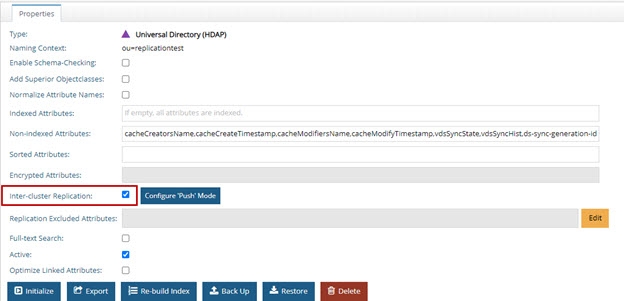 Properties
Type: Universal Directory (HDAP)
Naming Context: ou=replicationtest
Enable Schema-Checking:
Add Superior Objectclasses:
Normalize Attribute Names:
Indexed Attributes: If empty, all attributes are indexed.
Non-indexed Attributes: cacheCreatorsName,cacheCreateTimestamp,cacheModifiersName,cacheModifyTimestamp,vdsSyncState,vdsSyncHist,ds-sync-generation-id
Sorted Attributes:
Encrypted Attributes:
Inter-cluster Replication: Configure 'Push' Mode
Replication Excluded Attributes: Edit
Full-text Search:
Active:
Optimize Linked Attributes:
Initialize Export Re-build Index Back Up Restore Delete